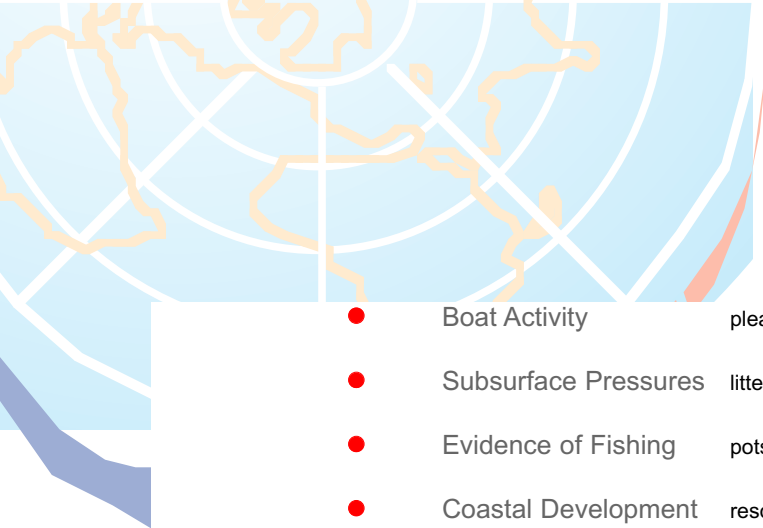 Boat Activity
Subsurface Pressures
Evidence of Fishing
Coastal Development